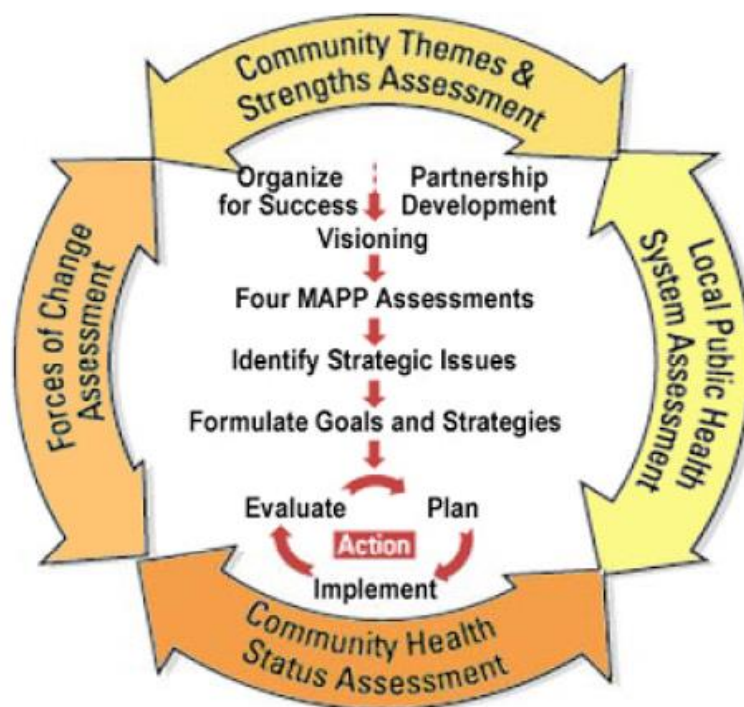 Community Themes &
Strengths Assessment
Organize
for Success
Partnership
Development
Visioning
Four MAPP Assessments
Identify Strategic Issues
Formulate Goals and Strategies
Evaluate
Plan
Action
Implement
Forces of Change
Assessment
Local Public Health
System Assessment
Community Health
Status Assessment